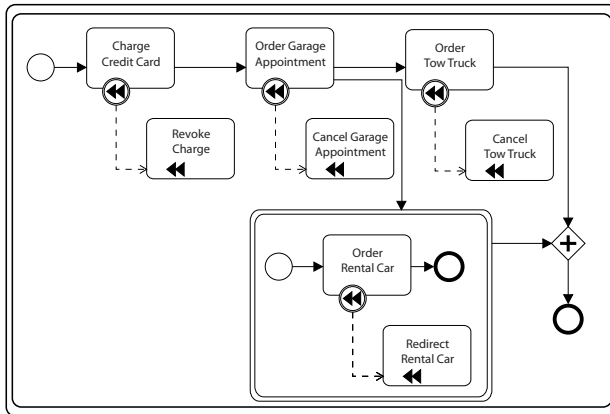 Charge
Credit Card
Order Garage
Appointment
Order
Tow Truck
Revoke
Charge
Cancel Garage
Appointment
Cancel
Tow Truck
Order
Rental Car
Redirect
Rental Car